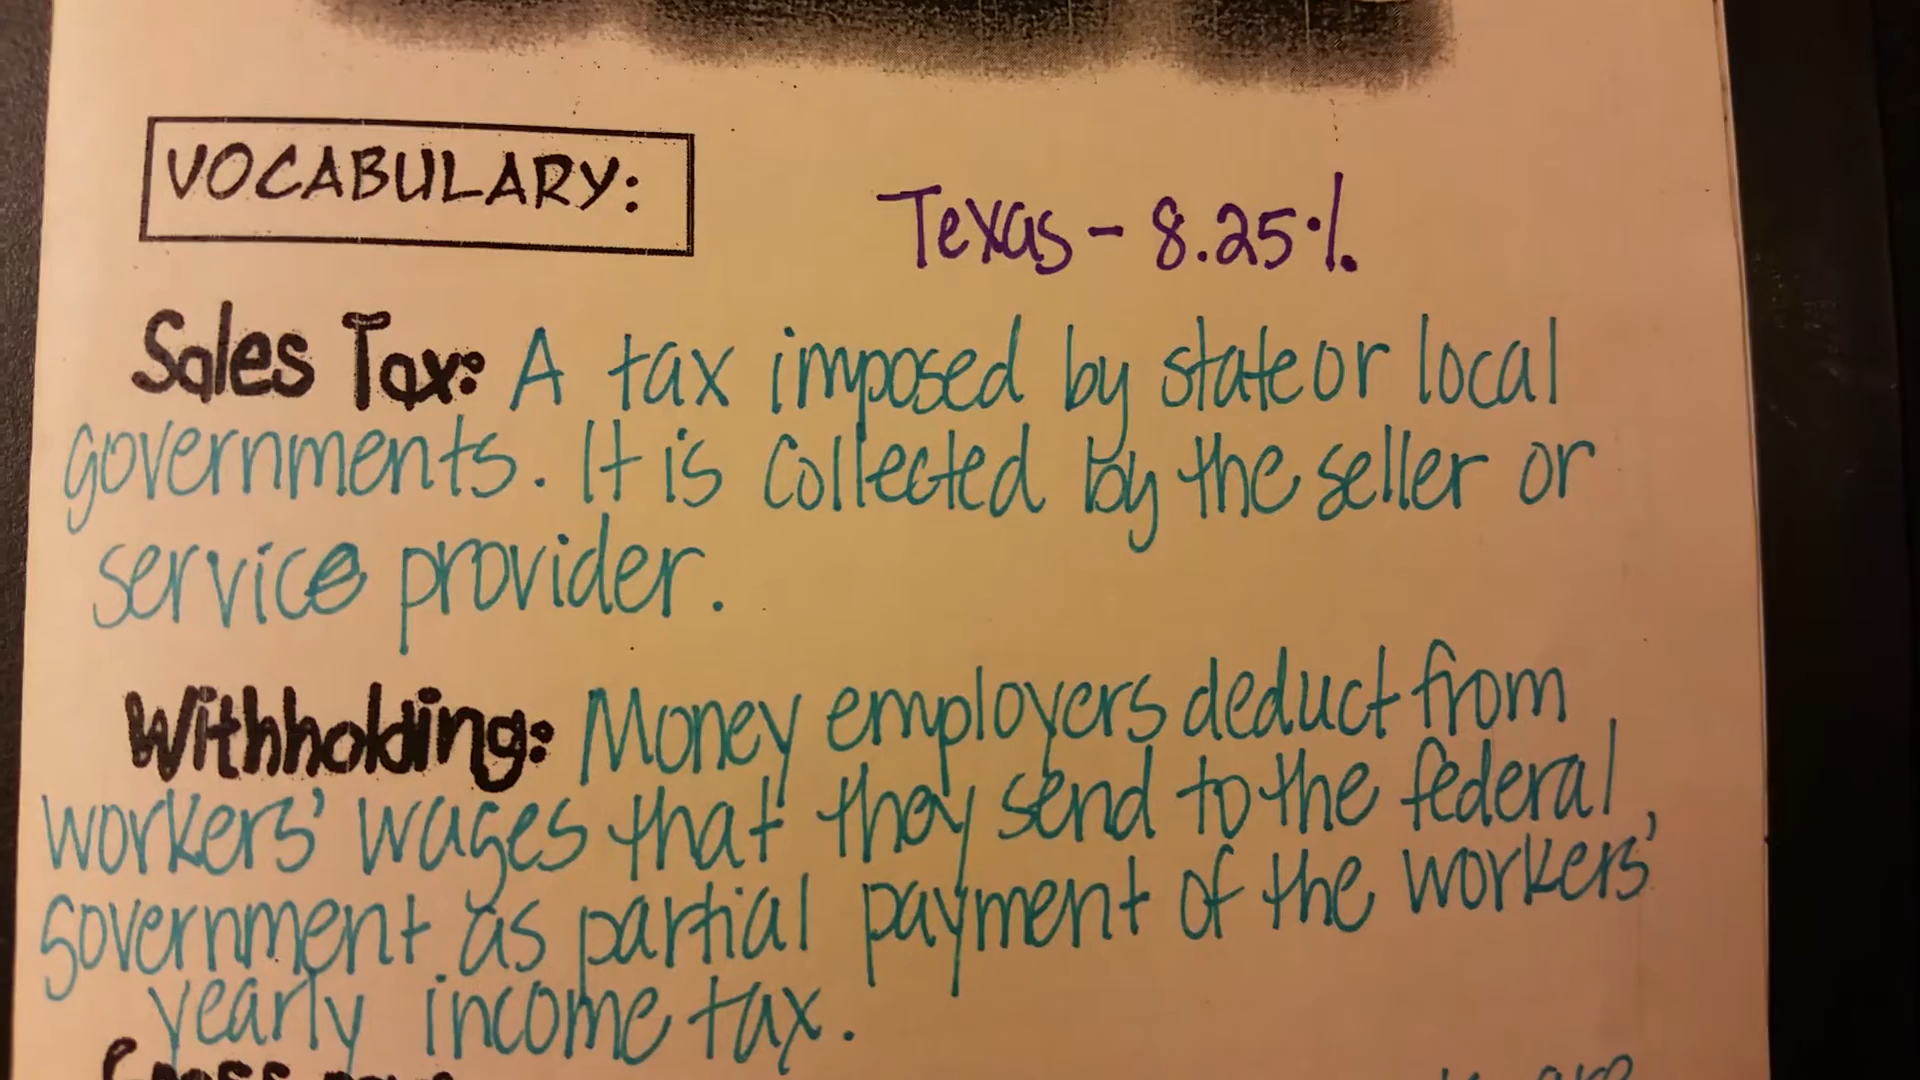 VOCABULARY:
Texas - 8.25%
Sales Tax: A tax imposed by state or local
governments. It is collected by the seller or
service provider.
Withholding: Money employers deduct from
workers' wages that they send to the federal
government as partial payment of the workers'
yearly income tax.
Gross